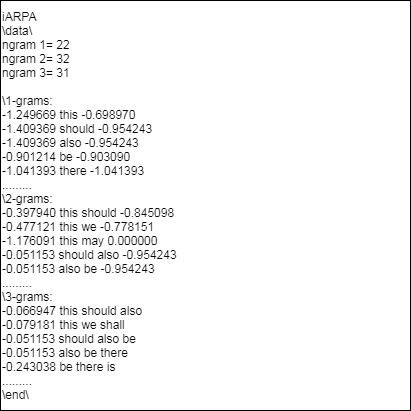 iARPA
\data\
ngram 1= 22
ngram 2= 32
ngram 3= 31
\1-grams:
-1.249669 this -0.698970
-1.409369 should -0.954243
-1.409369 also -0.954243
-0.901214 be -0.903090
-1.041393 there -1.041393
.........
\2-grams:
-0.397940 this should -0.845098
-0.477121 this we -0.778151
-1.176091 this may 0.000000
-0.051153 should also -0.954243
-0.051153 also be -0.954243
.........
\3-grams:
-0.066947 this should also
-0.079181 this we shall
-0.051153 should also be
-0.051153 also be there
-0.243038 be there is
.........
\end\